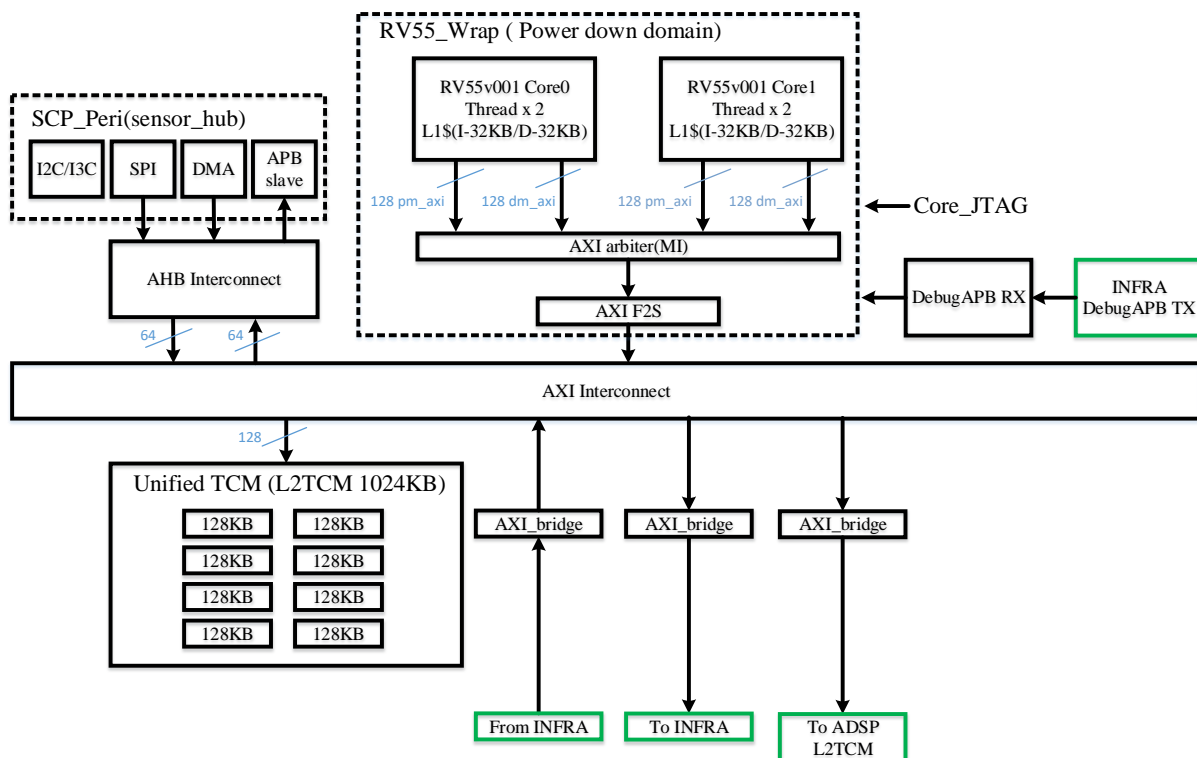 RV55_Wrap ( Power down domain)
RV55v001 Core0
Thread x 2
L1$(I-32KB/D-32KB)
RV55v001 Core1
Thread x 2
L1$(I-32KB/D-32KB)
SCP_Peri(sensor_hub)
I2C/I3C
SPI
DMA
APB
slave
128 pm_axi
128 dm_axi
128 pm_axi
128 dm_axi
Core_JTAG
AXI arbiter(MI)
AHB Interconnect
DebugAPB RX
INFRA
DebugAPB TX
AXI F2S
64
64
AXI Interconnect
128
Unified TCM (L2TCM 1024KB)
128KB
128KB
128KB
128KB
128KB
128KB
128KB
128KB
AXI_bridge
AXI_bridge
AXI_bridge
From INFRA
To INFRA
To ADSP
L2TCM